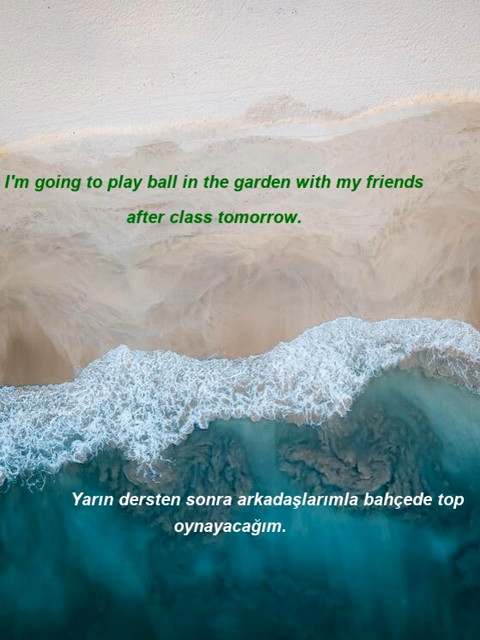 I'm going to play ball in the garden with my friends
after class tomorrow.
Yarın dersten sonra arkadaşlarımla bahçede top
oynayacağım.